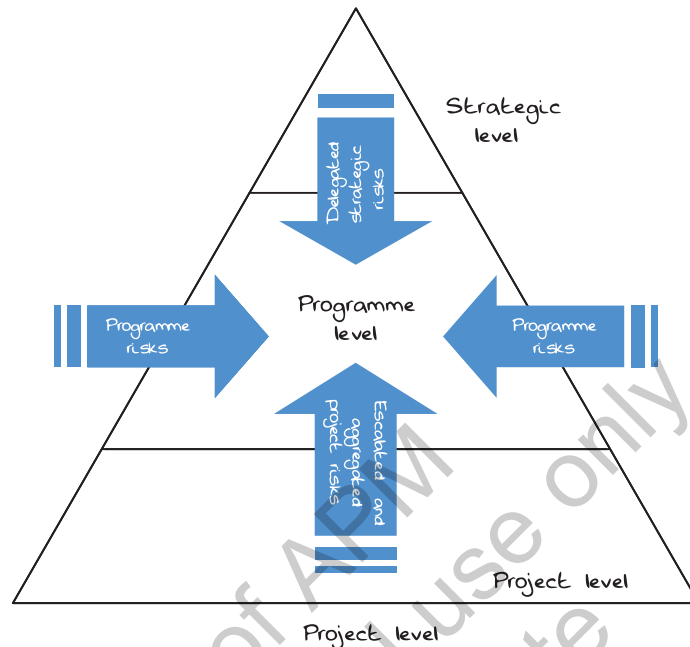 Strategic
level
Delegated
strategic
risks
Programme
level
Programme
risks
Programme
risks
Escalated and
aggregated
project risks
Project level
Project level
of APM
use only